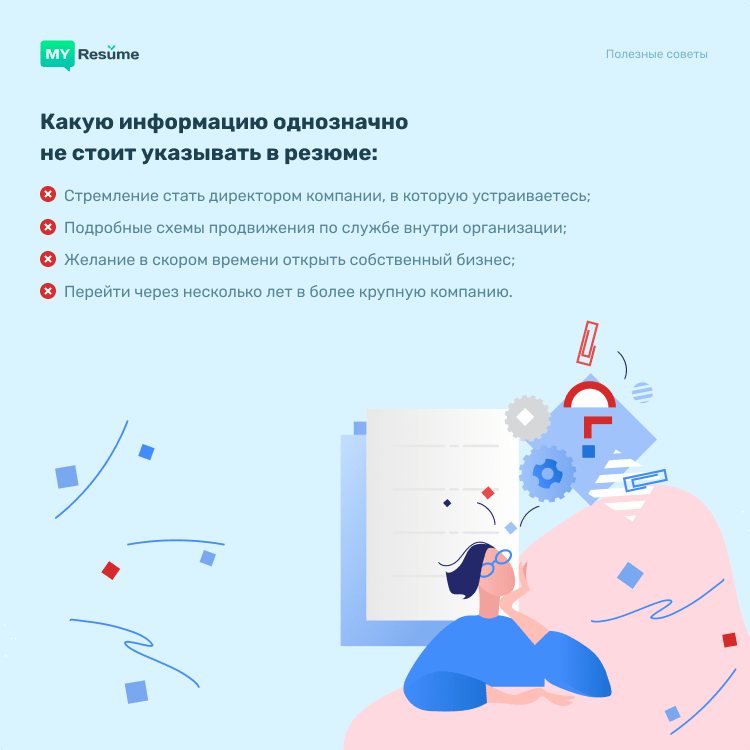 MY Resume
Полезные советы
Какую информацию однозначно
не стоит указывать в резюме:
Стремление стать директором компании, в которую устраиваетесь;
Подробные схемы продвижения по службе внутри организации;
Желание в скором времени открыть собственный бизнес;
Перейти через несколько лет в более крупную компанию.